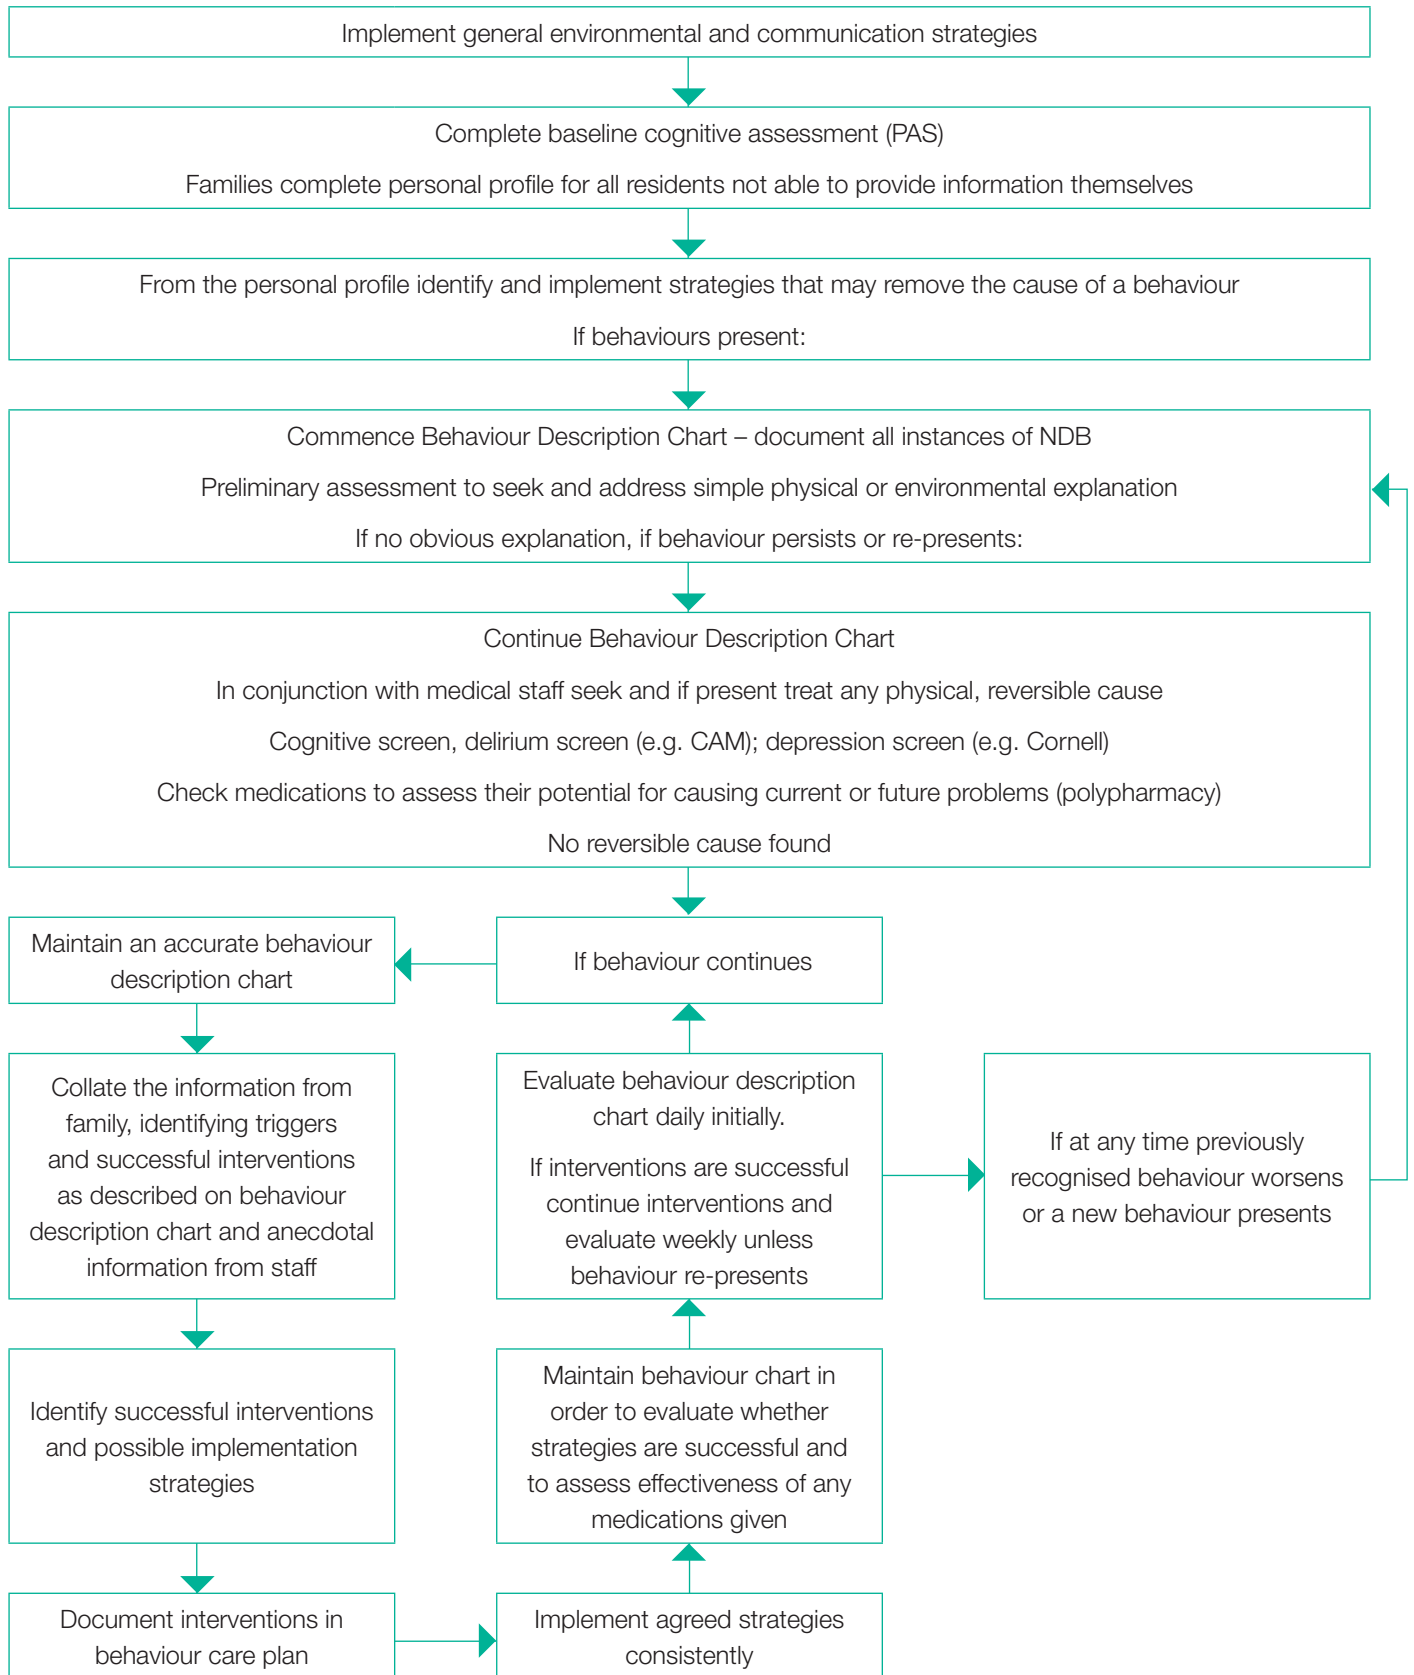 Implement general environmental and communication strategies
Complete baseline cognitive assessment (PAS)
Families complete personal profile for all residents not able to provide information themselves
From the personal profile identify and implement strategies that may remove the cause of a behaviour
If behaviours present:
Commence Behaviour Description Chart – document all instances of NDB
Preliminary assessment to seek and address simple physical or environmental explanation
If no obvious explanation, if behaviour persists or re-presents:
Continue Behaviour Description Chart
In conjunction with medical staff seek and if present treat any physical, reversible cause
Cognitive screen, delirium screen (e.g. CAM); depression screen (e.g. Cornell)
Check medications to assess their potential for causing current or future problems (polypharmacy)
No reversible cause found
If behaviour continues
Maintain an accurate behaviour
description chart
Collate the information from
family, identifying triggers
and successful interventions
as described on behaviour
description chart and anecdotal
information from staff
Identify successful interventions
and possible implementation
strategies
Document interventions in
behaviour care plan
Implement agreed strategies
consistently
Maintain behaviour chart in
order to evaluate whether
strategies are successful and
to assess effectiveness of any
medications given
Evaluate behaviour description
chart daily initially.
If interventions are successful
continue interventions and
evaluate weekly unless
behaviour re-presents
If at any time previously
recognised behaviour worsens
or a new behaviour presents